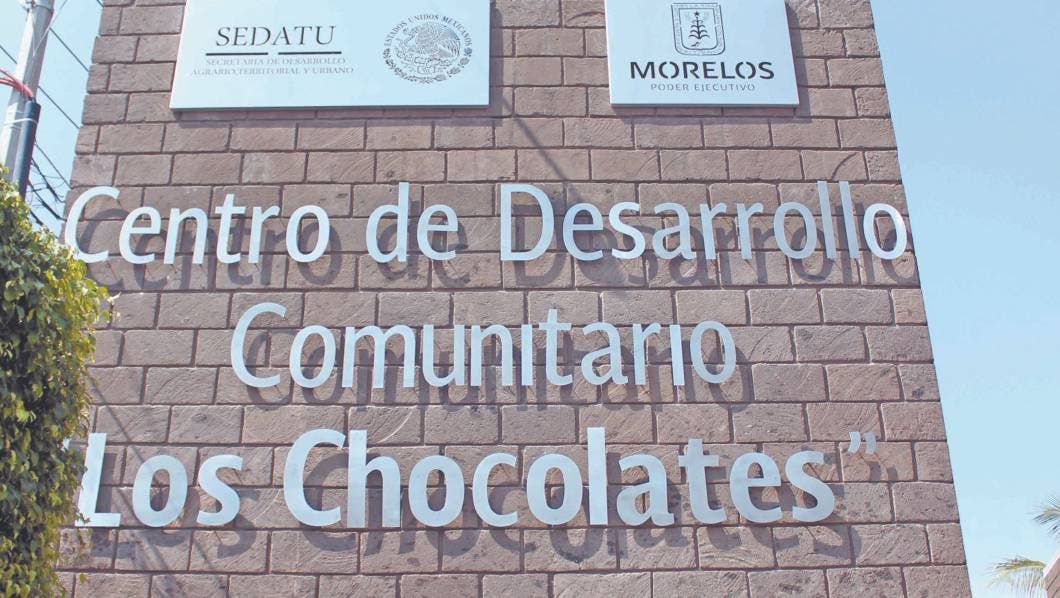 SEDATU
SECRETARÍA DE DESARROLLO
AGRARIO, TERRITORIAL Y URBANO
ESTADOS UNIDOS MEXICANOS
MORELOS
PODER EJECUTIVO
Centro de Desarrollo
Comunitario
Los Chocolates”